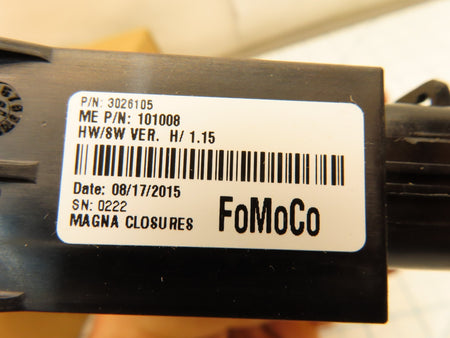 P/N: 3026105
ME P/N: 101008
HW/SW VER. H/ 1.15
Date: 08/17/2015
SN: 0222
MAGNA CLOSURES
FoMoCo